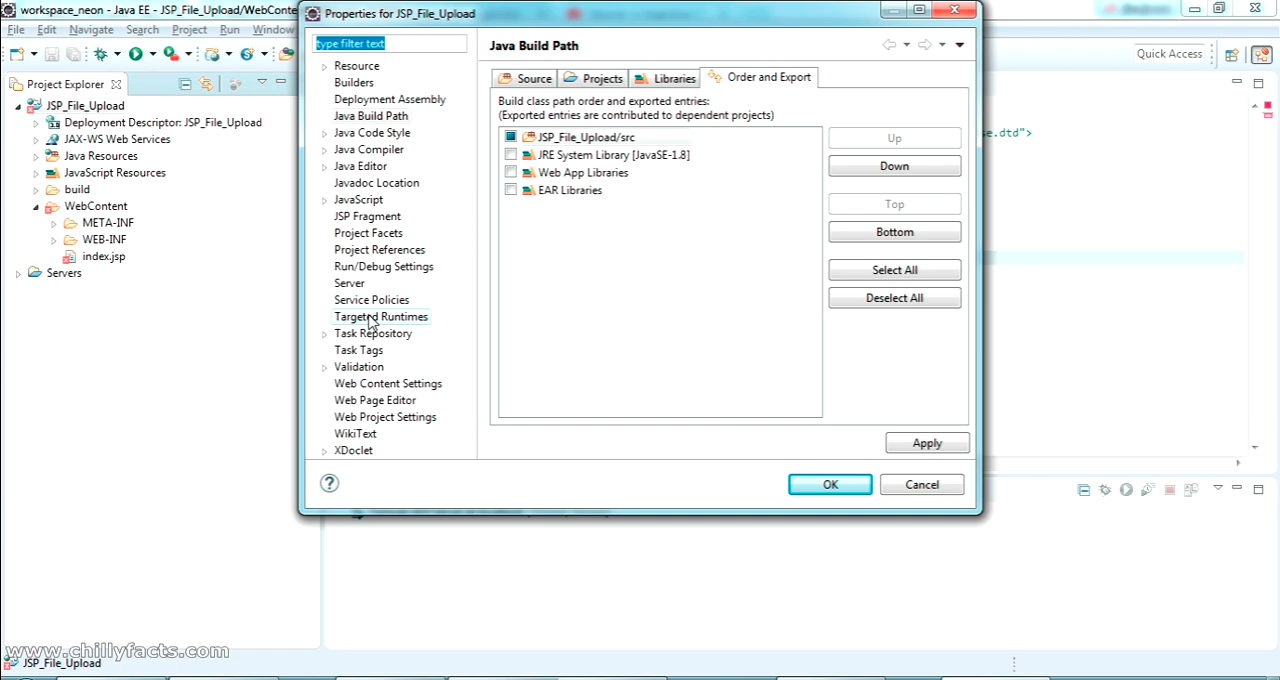 workspace_neon - Java EE - JSP_File_Upload/WebConte
File Edit Navigate Search Project Run Window
Quick Access
Project Explorer
JSP_File_Upload
Deployment Descriptor: JSP_File_Upload
JAX-WS Web Services
Java Resources
JavaScript Resources
build
WebContent
META-INF
WEB-INF
index.jsp
Servers
Properties for JSP_File_Upload
type filter text
Resource
Builders
Deployment Assembly
Java Build Path
Java Code Style
Java Compiler
Java Editor
Javadoc Location
JavaScript
JSP Fragment
Project Facets
Project References
Run/Debug Settings
Server
Service Policies
Targeted Runtimes
Task Repository
Task Tags
Validation
Web Content Settings
Web Page Editor
Web Project Settings
WikiText
XDoclet
Java Build Path
Source Projects Libraries Order and Export
Build class path order and exported entries:
(Exported entries are contributed to dependent projects)
JSP_File_Upload/src
JRE System Library [JavaSE-1.8]
Web App Libraries
EAR Libraries
Up
Down
Top
Bottom
Select All
Deselect All
Apply
OK Cancel
se.dtd">
www.chillyfacts.com
JSP_File_Upload